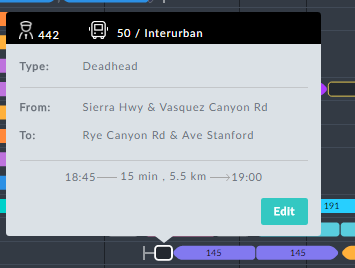 442 50 / Interurban
Type: Deadhead
From: Sierra Hwy & Vasquez Canyon Rd
To: Rye Canyon Rd & Ave Stanford
18:45 15 min , 5.5 km 19:00
Edit
191
145 145